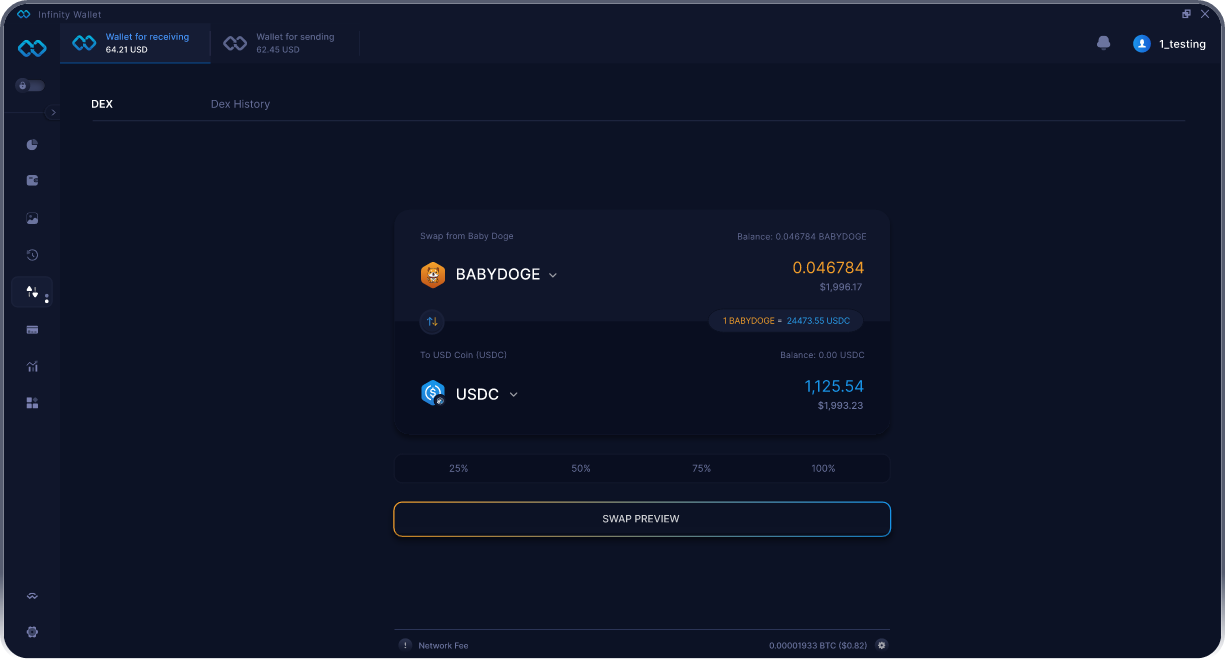 Infinity Wallet
Wallet for receiving
64.21 USD
Wallet for sending
62.45 USD
1_testing
DEX
Dex History
Swap from Baby Doge
Balance: 0.046784 BABYDOGE
BABYDOGE
0.046784
$1,996.17
1 BABYDOGE = 24473.55 USDC
To USD Coin (USDC)
Balance: 0.00 USDC
USDC
1,125.54
$1,993.23
25% 50% 75% 100%
SWAP PREVIEW
Network Fee
0.00001933 BTC ($0.82)